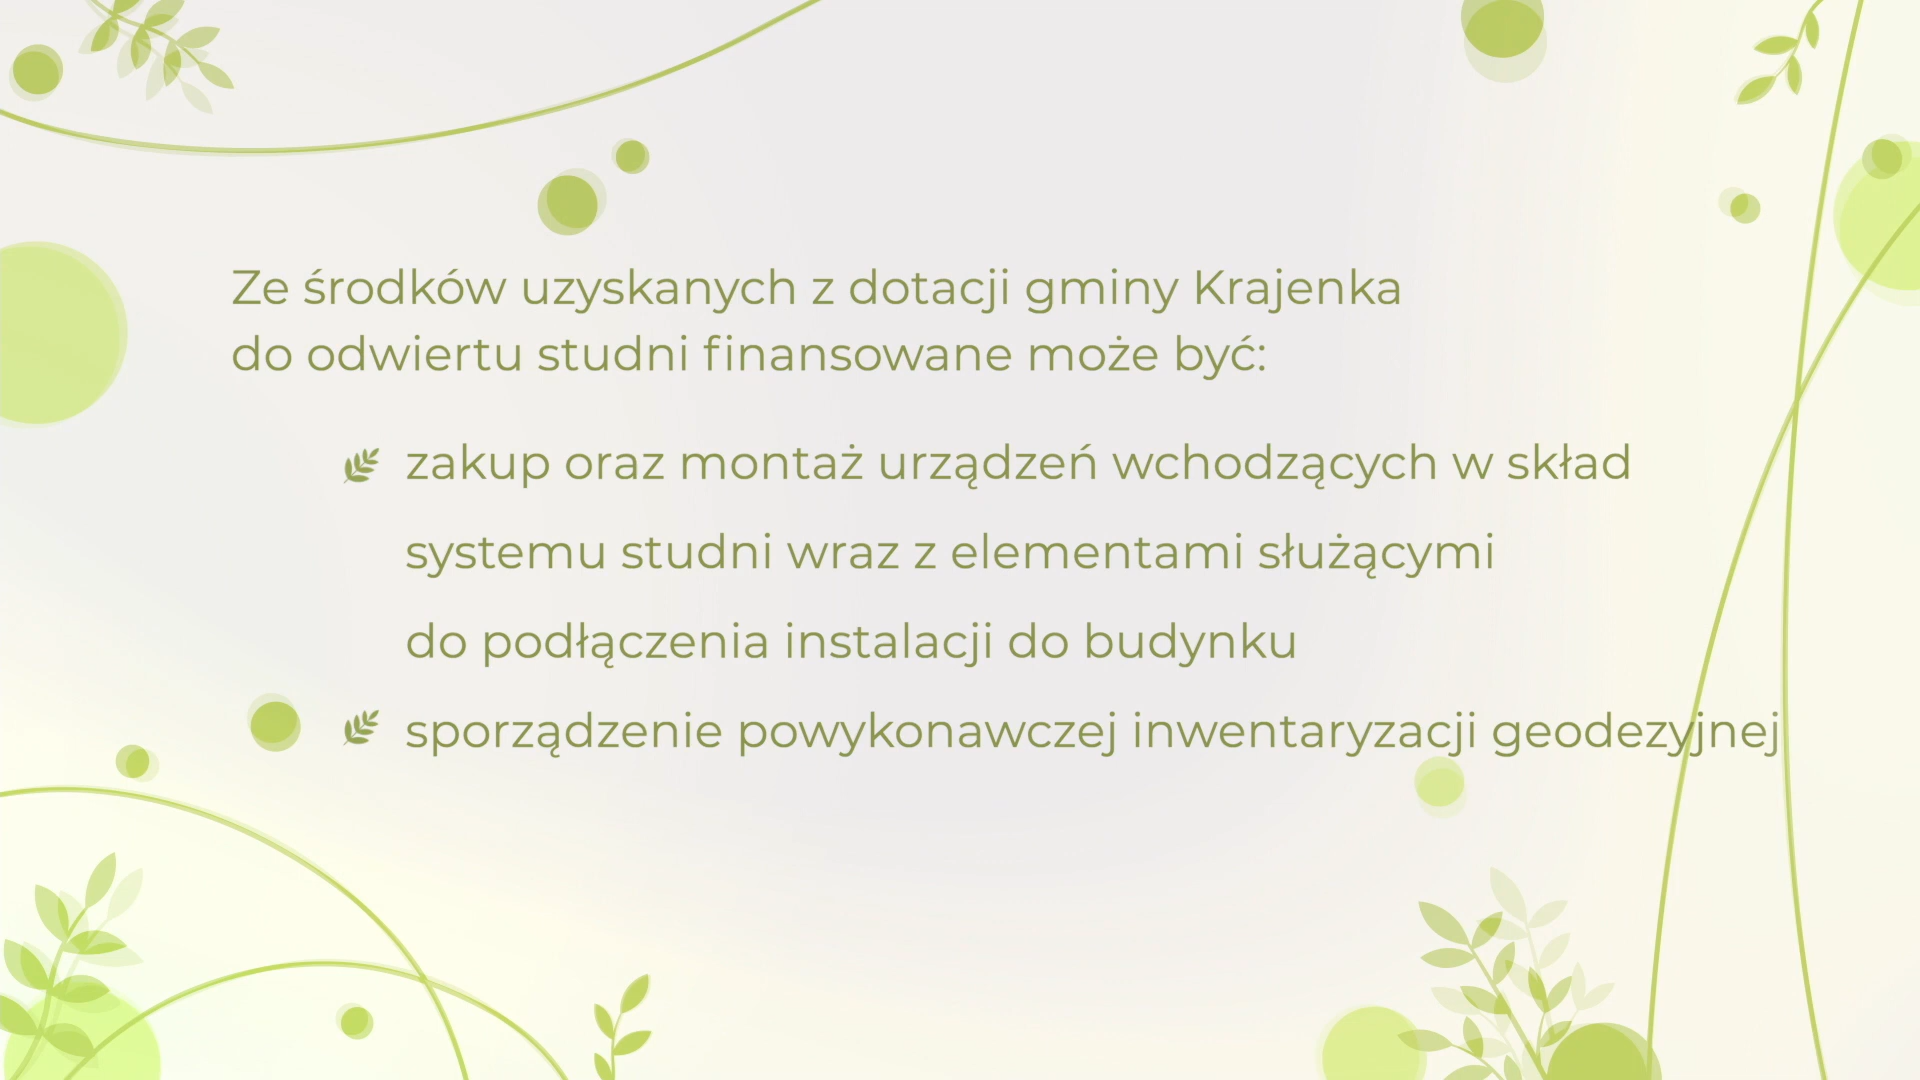 Ze środków uzyskanych z dotacji gminy Krajenka
do odwiertu studni finansowane może być:
zakup oraz montaż urządzeń wchodzących w skład
systemu studni wraz z elementami służącymi
do podłączenia instalacji do budynku
sporządzenie powykonawczej inwentaryzacji geodezyjnej